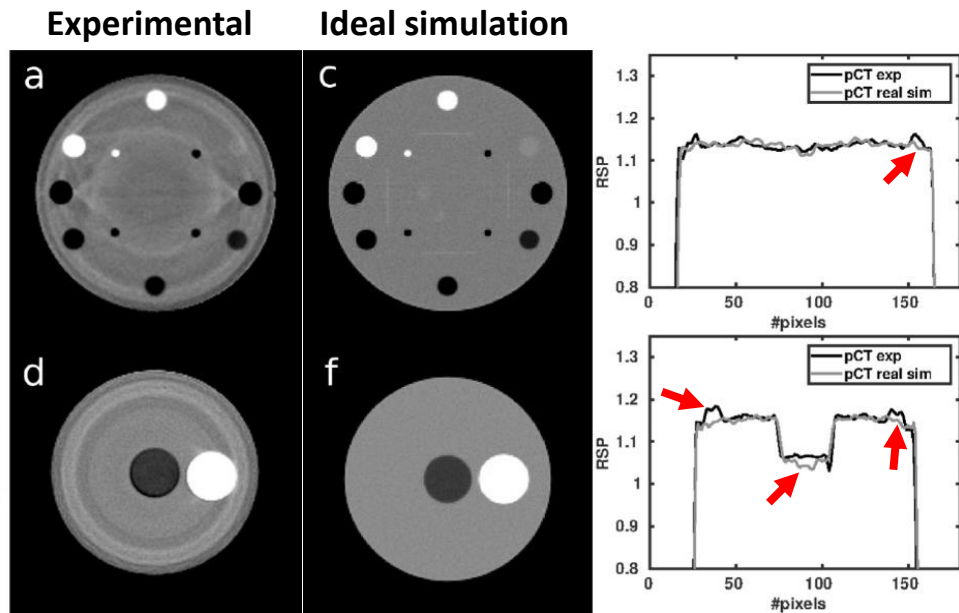 Experimental
Ideal simulation
a
c
1.3
1.2
1.1
1
0.9
0.8
RSP
pCT exp
pCT real sim
0
50
100
150
#pixels
d
f
1.3
1.2
1.1
1
0.9
0.8
RSP
pCT exp
pCT real sim
0
50
100
150
#pixels